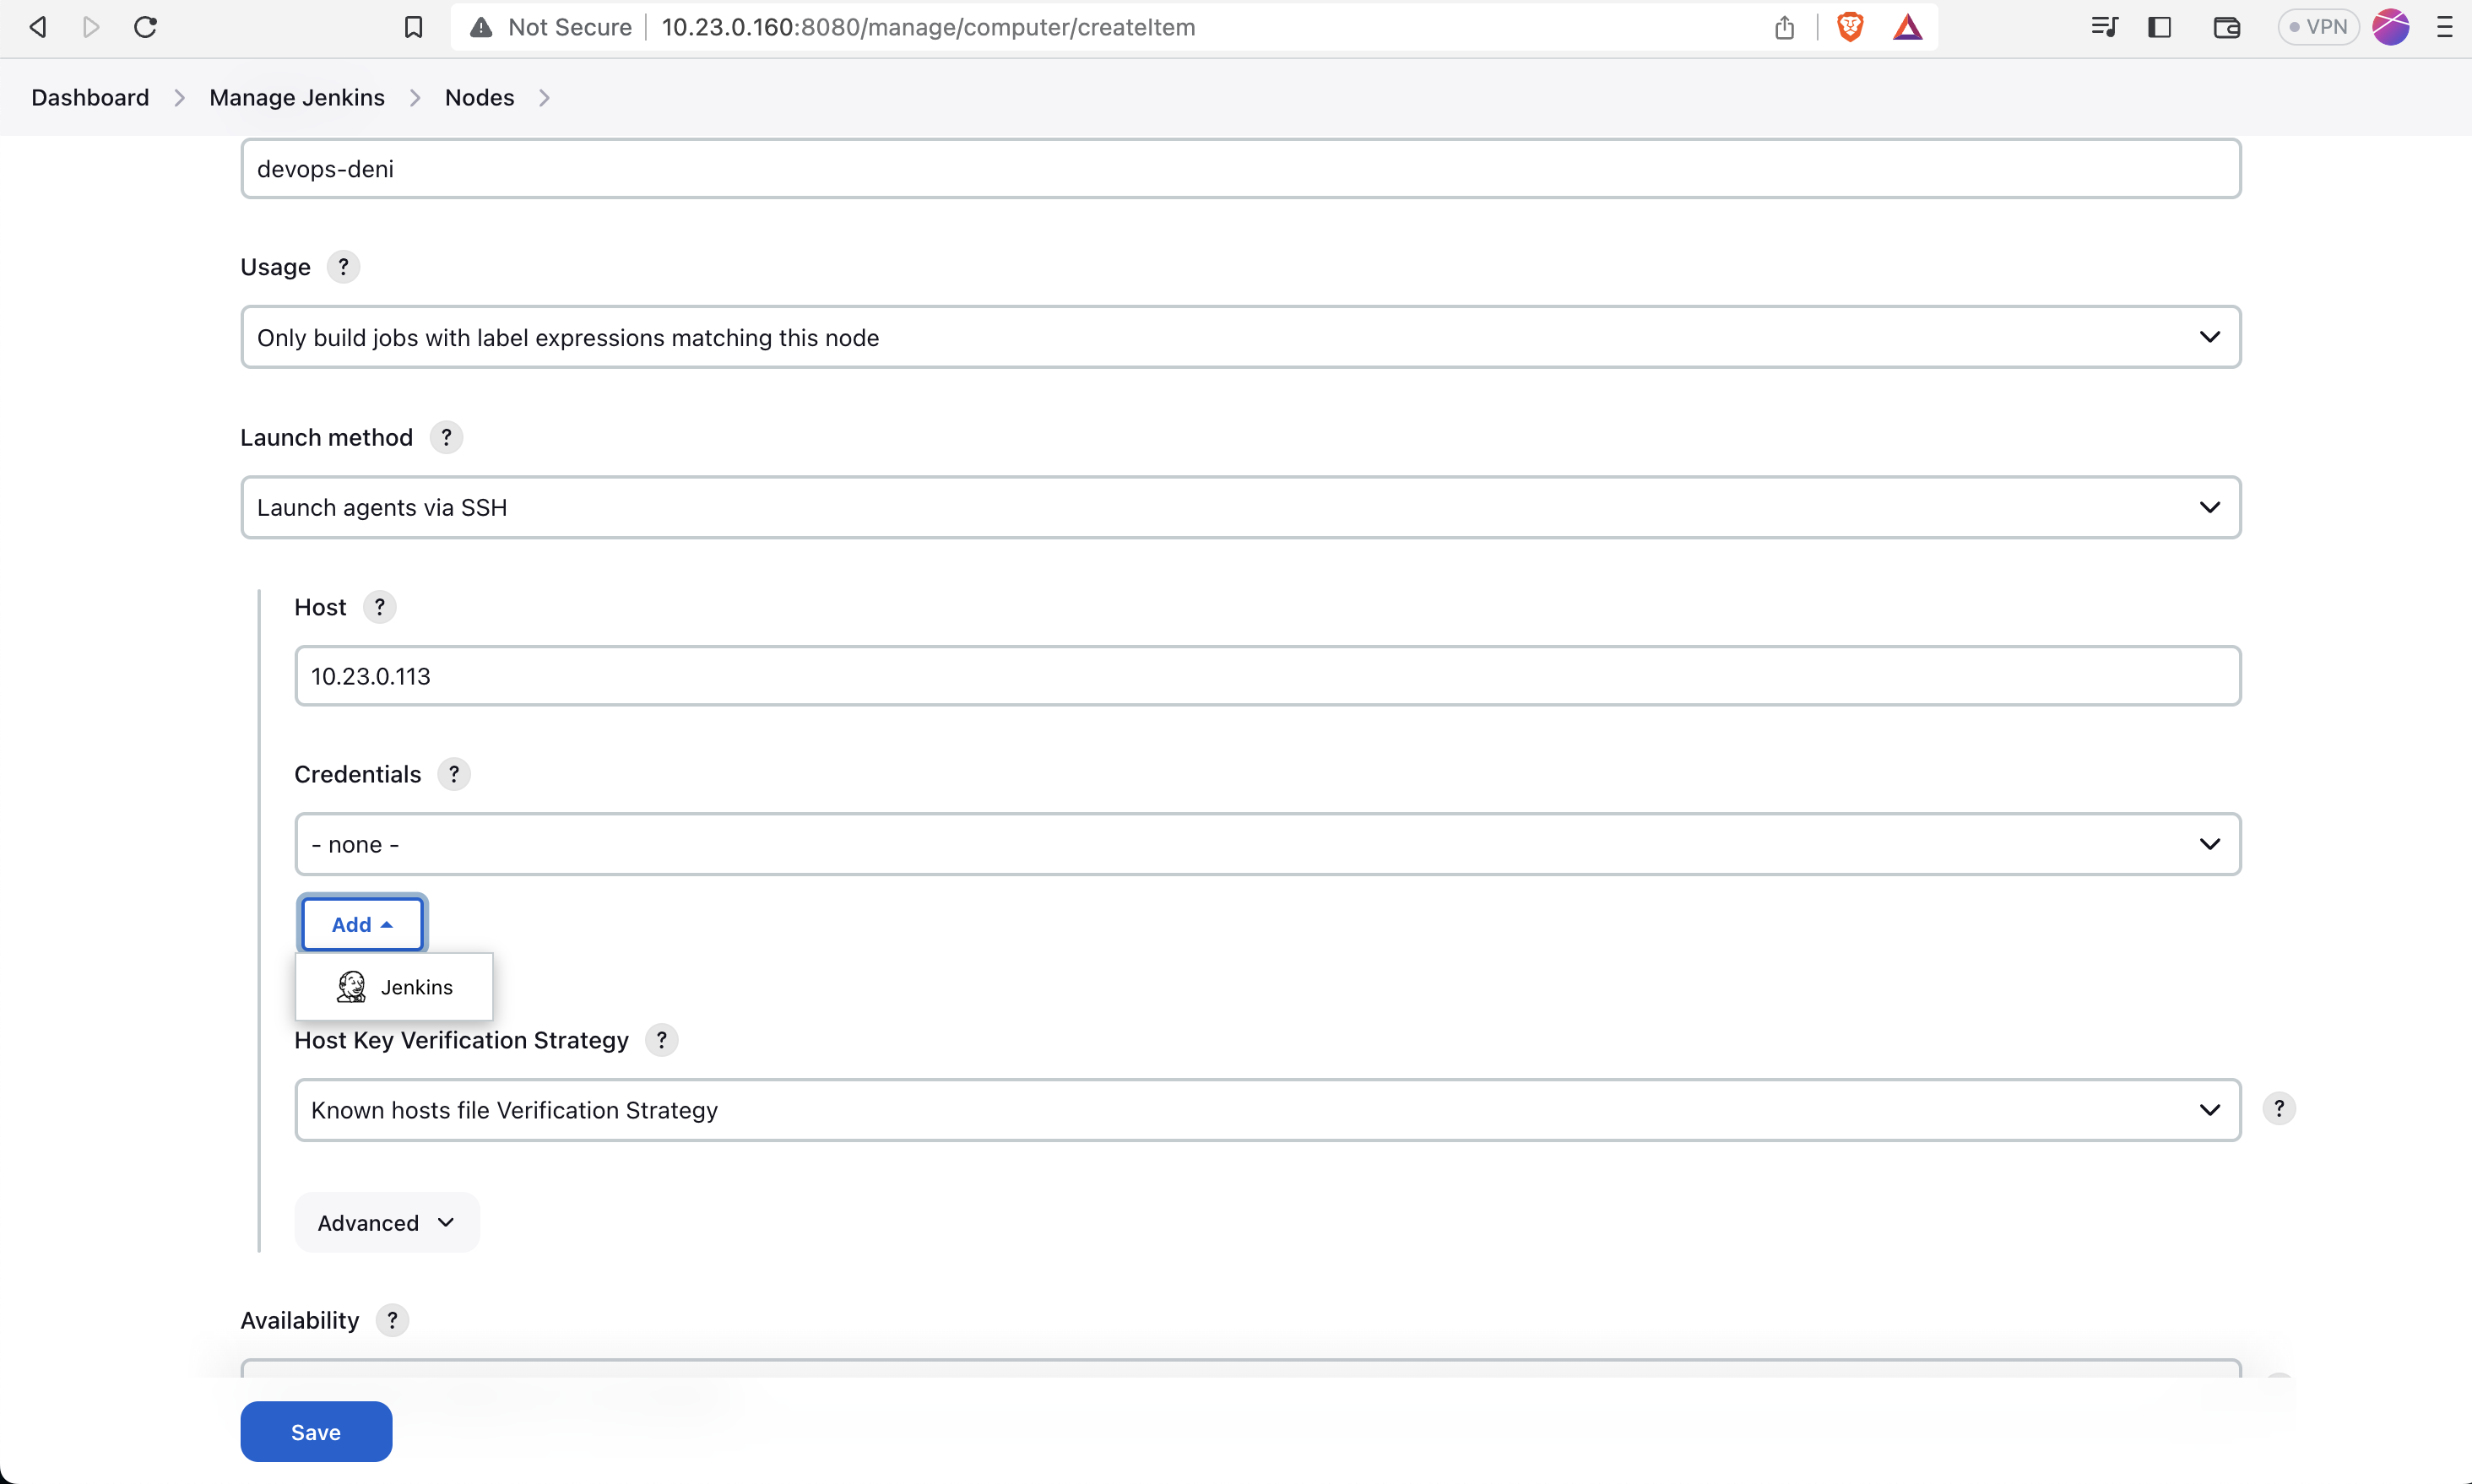 Not Secure 10.23.0.160:8080/manage/computer/createItem VPN
Dashboard Manage Jenkins Nodes
devops-deni
Usage ?
Only build jobs with label expressions matching this node
Launch method ?
Launch agents via SSH
Host ?
10.23.0.113
Credentials ?
- none -
Add
Jenkins
Host Key Verification Strategy ?
Known hosts file Verification Strategy ?
Advanced
Availability ?
Save